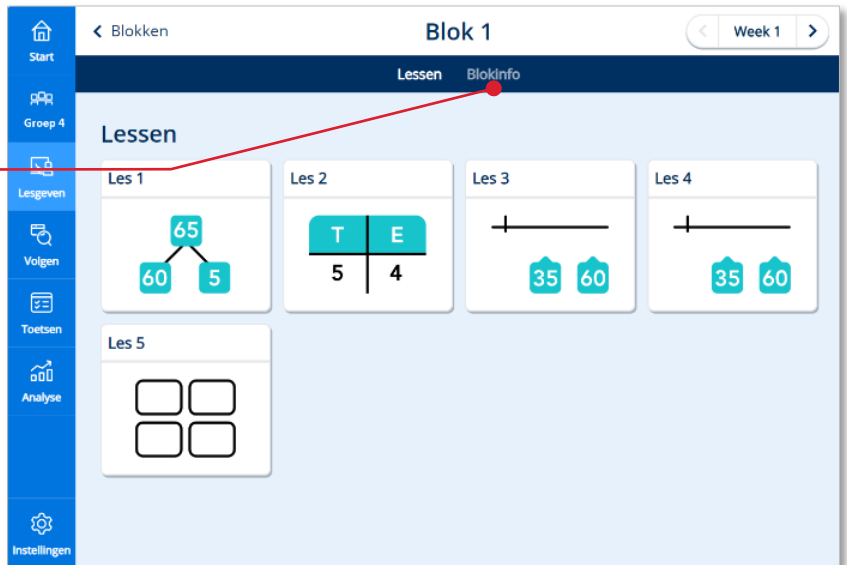 Start
Groep 4
Lesgeven
Volgen
Toetsen
Analyse
Instellingen
Blokken
Blok 1
Week 1
Lessen Blokinfo
Lessen
Les 1
65
60 5
Les 2
T E
5 4
Les 3
35 60
Les 4
35 60
Les 5